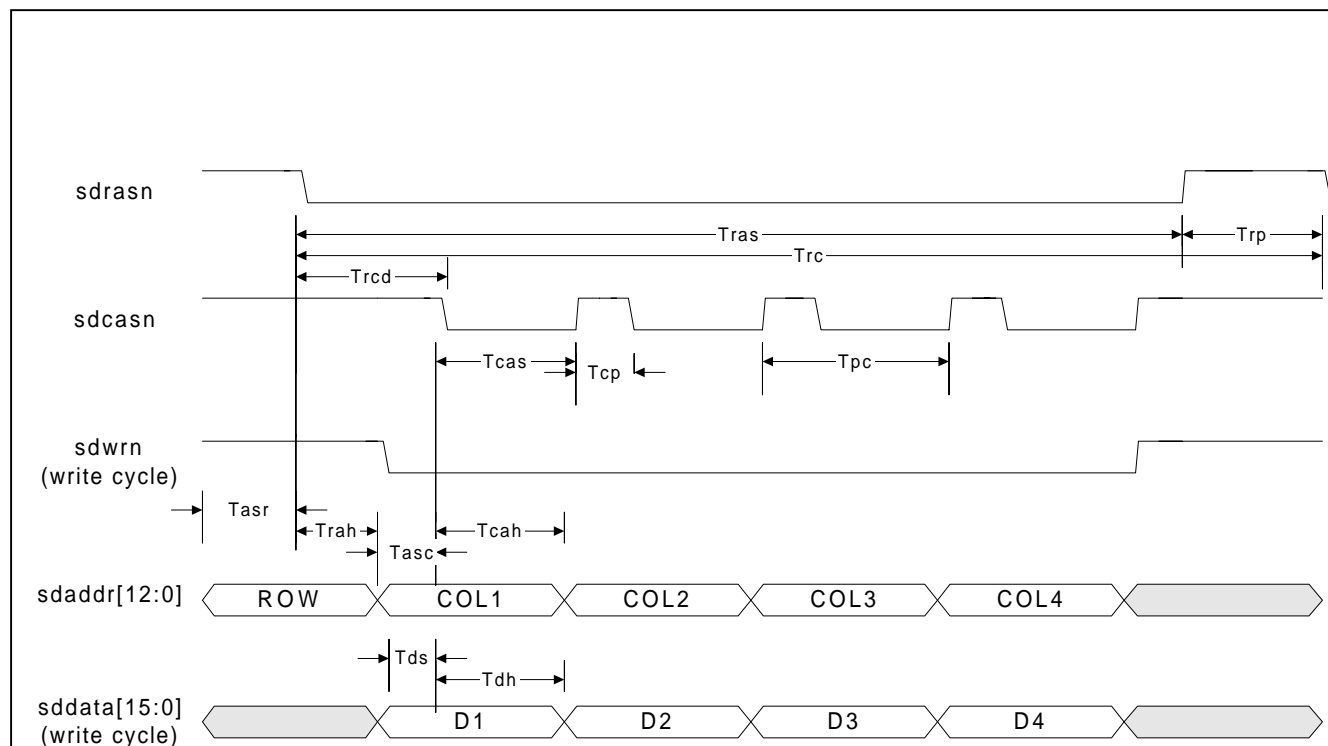 sdrasn
Tras
Trp
Trc
Trcd
sdcasn
Tcas
Tcp
Tpc
sdwrn
(write cycle)
Tasr
Trah
Tcah
Tasc
sdaddr[12:0]
ROW COL1 COL2 COL3 COL4
Tds
Tdh
sddata[15:0]
(write cycle)
D1 D2 D3 D4